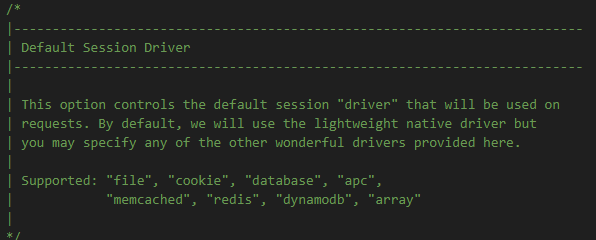 /*
|--------------------------------------------------------------------------
| Default Session Driver
|--------------------------------------------------------------------------
|
| This option controls the default session "driver" that will be used on
| requests. By default, we will use the lightweight native driver but
| you may specify any of the other wonderful drivers provided here.
|
| Supported: "file", "cookie", "database", "apc",
|            "memcached", "redis", "dynamodb", "array"
|
*/